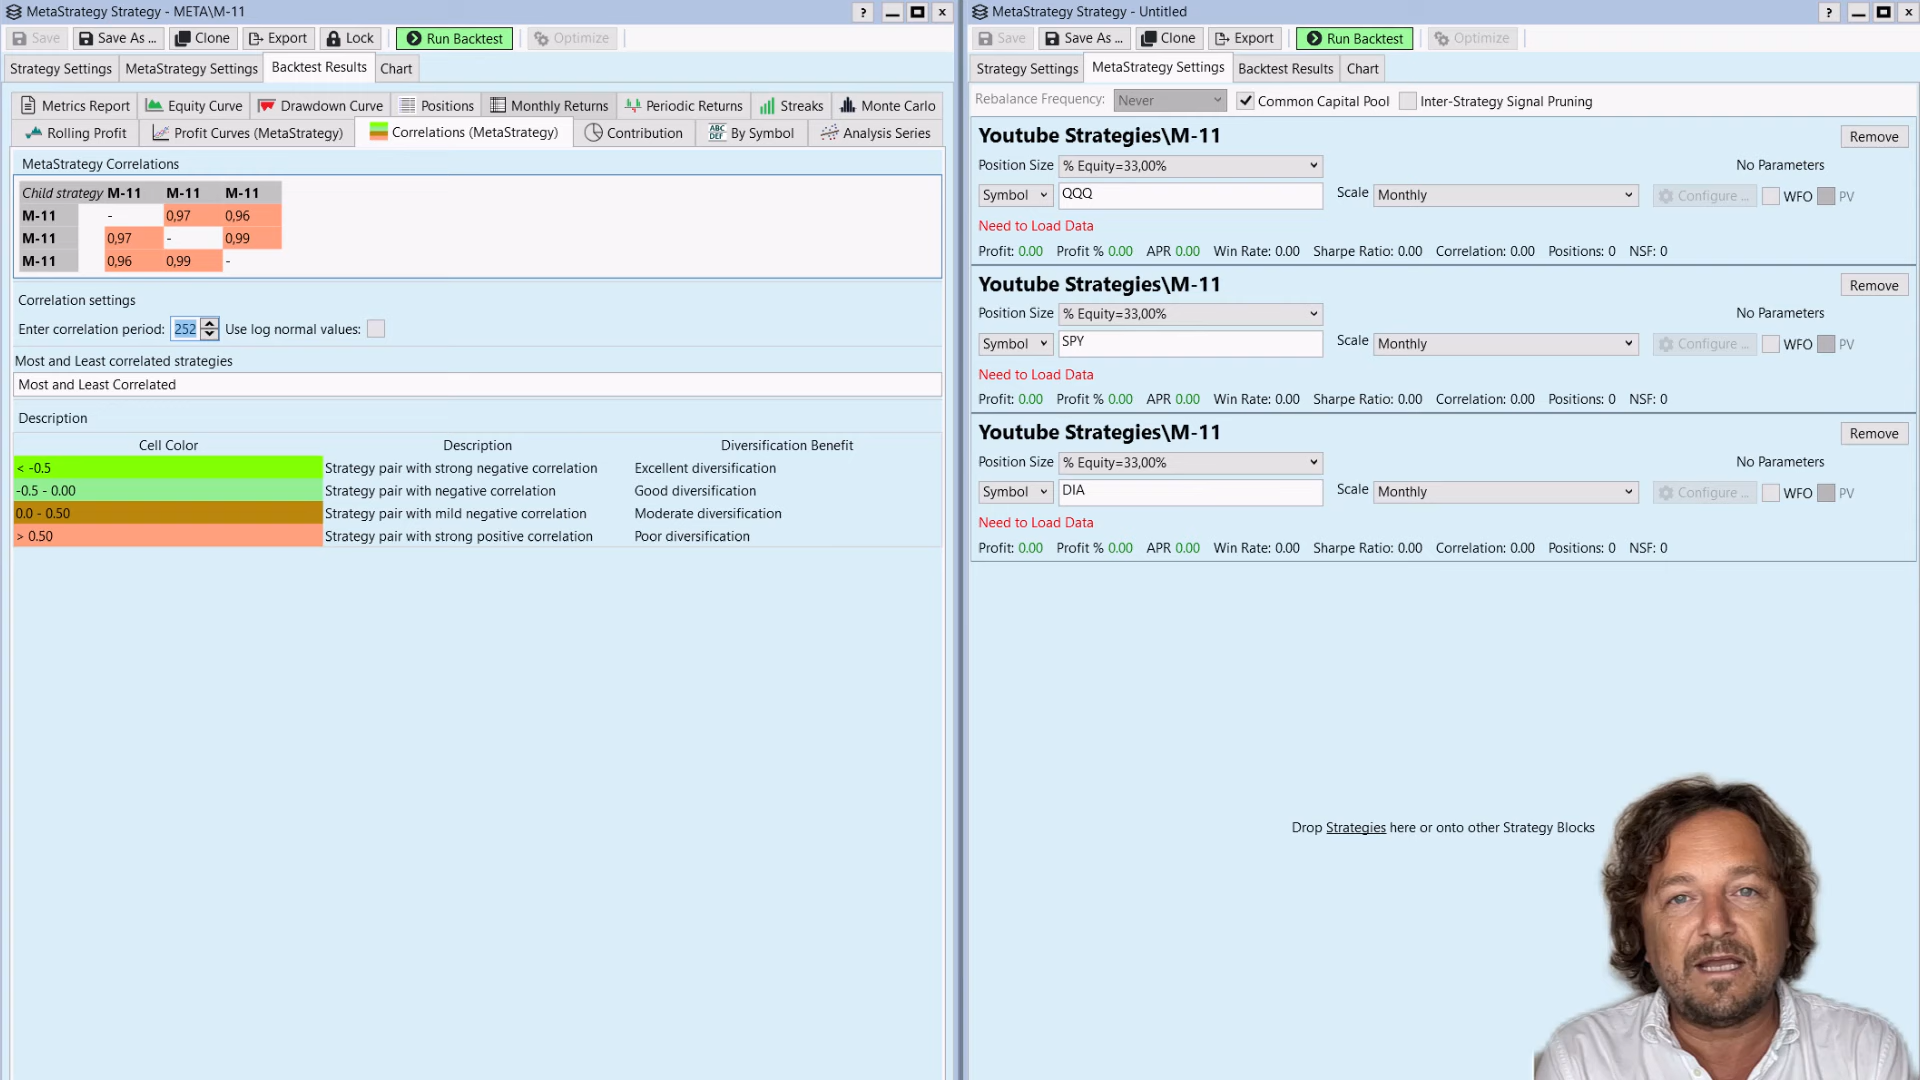 MetaStrategy Strategy - META\M-11
Save Save As ... Clone Export Lock Run Backtest Optimize
Strategy Settings MetaStrategy Settings Backtest Results Chart
Metrics Report Equity Curve Drawdown Curve Positions Monthly Returns Periodic Returns Streaks Monte Carlo
Rolling Profit Profit Curves (MetaStrategy) Correlations (MetaStrategy) Contribution ABC DEF By Symbol Analysis Series
MetaStrategy Correlations
Child strategy M-11 M-11 M-11
M-11 - 0,97 0,96
M-11 0,97 - 0,99
M-11 0,96 0,99 -
Correlation settings
Enter correlation period: 252 Use log normal values:
Most and Least correlated strategies
Most and Least Correlated
Description
Cell Color Description Diversification Benefit
< -0.5 Strategy pair with strong negative correlation Excellent diversification
-0.5 - 0.00 Strategy pair with negative correlation Good diversification
0.0 - 0.50 Strategy pair with mild negative correlation Moderate diversification
> 0.50 Strategy pair with strong positive correlation Poor diversification
MetaStrategy Strategy - Untitled
Save Save As ... Clone Export Run Backtest Optimize
Strategy Settings MetaStrategy Settings Backtest Results Chart
Rebalance Frequency: Never Common Capital Pool Inter-Strategy Signal Pruning
Youtube Strategies\M-11 Remove
Position Size % Equity=33,00% No Parameters
Symbol QQQ Scale Monthly Configure ... WFO PV
Need to Load Data
Profit: 0.00 Profit % 0.00 APR 0.00 Win Rate: 0.00 Sharpe Ratio: 0.00 Correlation: 0.00 Positions: 0 NSF: 0
Youtube Strategies\M-11 Remove
Position Size % Equity=33,00% No Parameters
Symbol SPY Scale Monthly Configure ... WFO PV
Need to Load Data
Profit: 0.00 Profit % 0.00 APR 0.00 Win Rate: 0.00 Sharpe Ratio: 0.00 Correlation: 0.00 Positions: 0 NSF: 0
Youtube Strategies\M-11 Remove
Position Size % Equity=33,00% No Parameters
Symbol DIA Scale Monthly Configure ... WFO PV
Need to Load Data
Profit: 0.00 Profit % 0.00 APR 0.00 Win Rate: 0.00 Sharpe Ratio: 0.00 Correlation: 0.00 Positions: 0 NSF: 0
Drop Strategies here or onto other Strategy Blocks